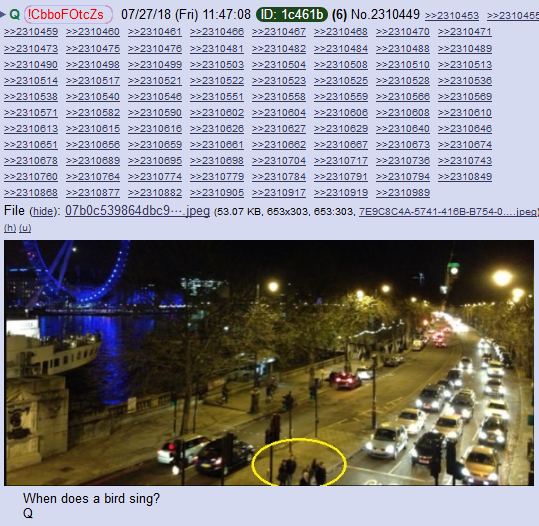 Q !CbboFOtcZs 07/27/18 (Fri) 11:47:08 ID: 1c461b (6) No.2310449 >>2310453 >>2310455
>>2310459 >>2310460 >>2310461 >>2310466 >>2310467 >>2310468 >>2310470 >>2310471
>>2310473 >>2310475 >>2310476 >>2310481 >>2310482 >>2310484 >>2310488 >>2310489
>>2310490 >>2310498 >>2310499 >>2310503 >>2310504 >>2310508 >>2310510 >>2310513
>>2310514 >>2310517 >>2310521 >>2310522 >>2310523 >>2310525 >>2310528 >>2310536
>>2310538 >>2310540 >>2310546 >>2310551 >>2310558 >>2310559 >>2310566 >>2310569
>>2310571 >>2310582 >>2310590 >>2310602 >>2310604 >>2310606 >>2310608 >>2310610
>>2310613 >>2310615 >>2310616 >>2310626 >>2310627 >>2310629 >>2310640 >>2310646
>>2310651 >>2310656 >>2310659 >>2310661 >>2310662 >>2310667 >>2310673 >>2310674
>>2310678 >>2310689 >>2310695 >>2310698 >>2310704 >>2310717 >>2310736 >>2310743
>>2310760 >>2310764 >>2310774 >>2310779 >>2310784 >>2310791 >>2310794 >>2310849
>>2310868 >>2310877 >>2310882 >>2310905 >>2310917 >>2310919 >>2310989
File (hide): 07b0c539864dbc9⋯.jpeg (53.07 KB, 653x303, 653:303, 7E9C8C4A-5741-416B-B754-0….jpeg)
(h) (u)
When does a bird sing?
Q